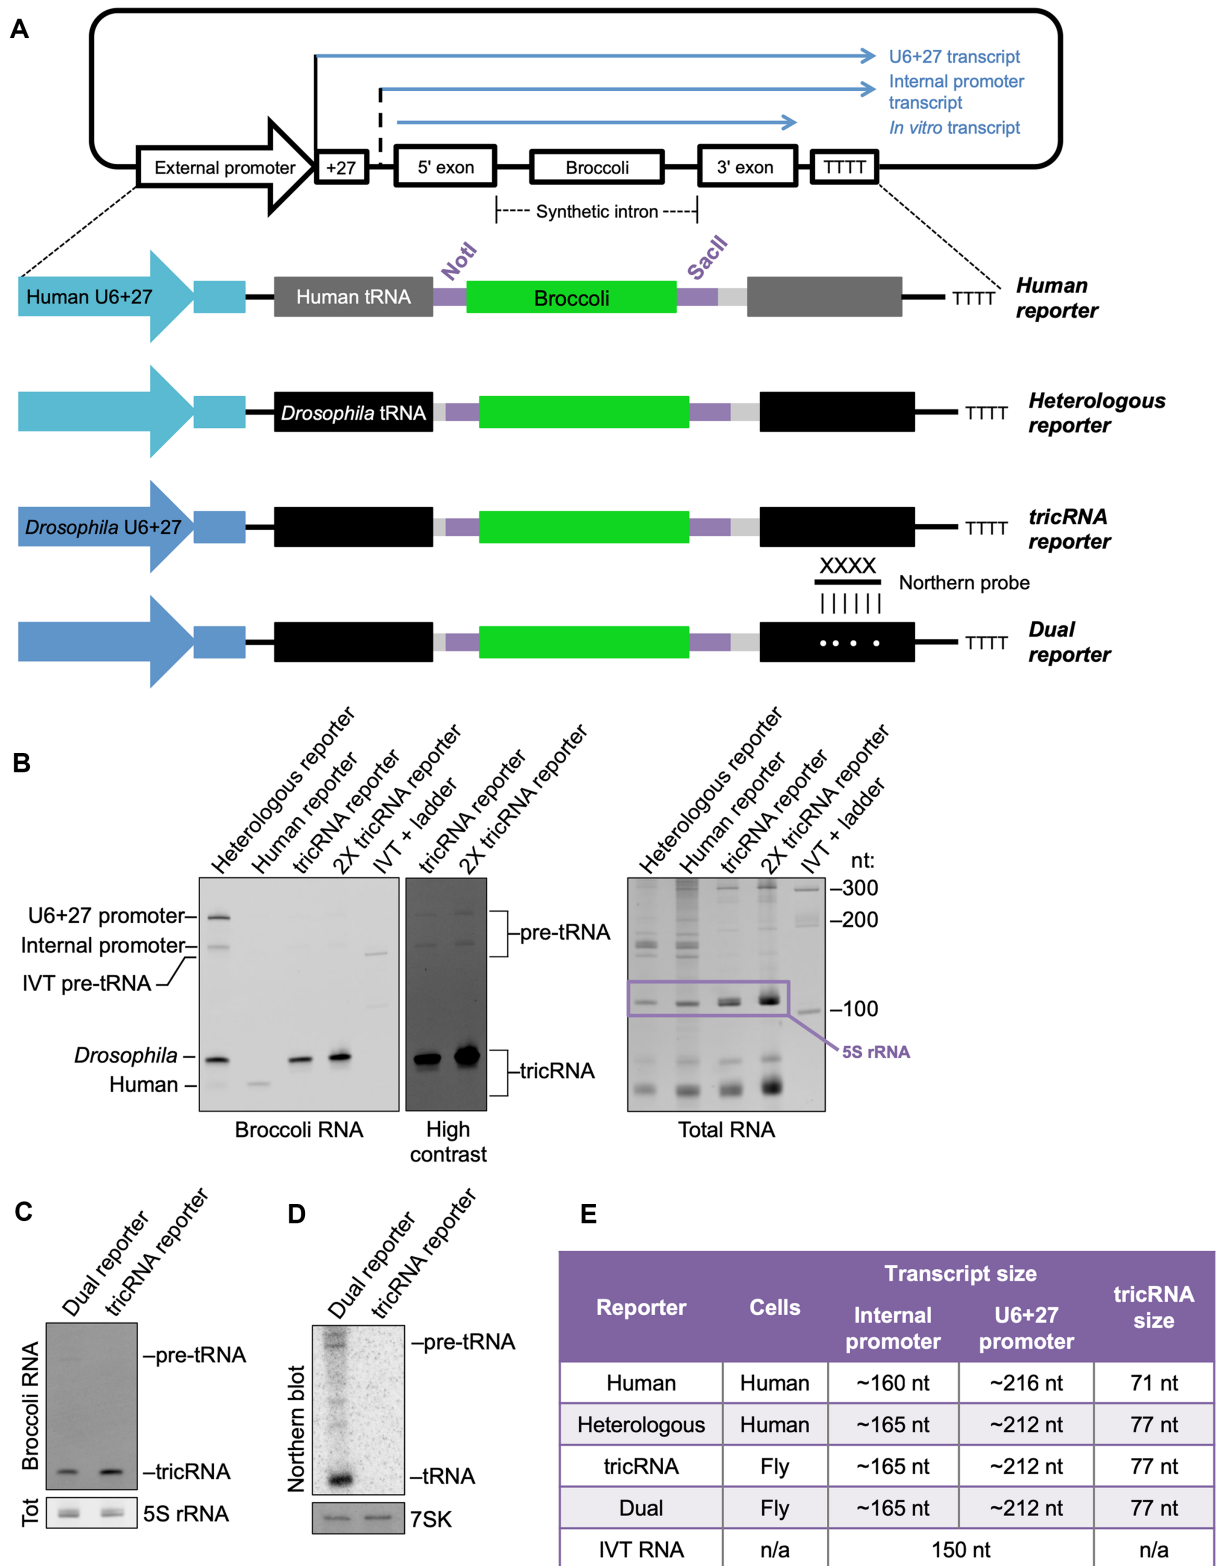 A
U6+27 transcript
Internal promoter
transcript
In vitro transcript
External promoter
+27
5' exon
Broccoli
3' exon
TTTT
Synthetic intron
NotI
SacII
Human U6+27
Human tRNA
Broccoli
TTTT
Human
reporter
Drosophila tRNA
TTTT
Heterologous
reporter
Drosophila U6+27
TTTT
tricRNA
reporter
XXXX
Northern probe
TTTT
Dual
reporter
B
Heterologous reporter
Human reporter
tricRNA reporter
2X tricRNA reporter
IVT + ladder
tricRNA reporter
2X tricRNA reporter
Heterologous reporter
Human reporter
tricRNA reporter
2X tricRNA reporter
IVT + ladder
nt:
U6+27 promoter
Internal promoter
IVT pre-tRNA
Drosophila
Human
pre-tRNA
tricRNA
–300
–200
–100
5S rRNA
Broccoli RNA
High
contrast
Total RNA
C
Dual reporter
tricRNA reporter
Broccoli RNA
–pre-tRNA
–tricRNA
Tot
5S rRNA
D
Dual reporter
tricRNA reporter
Northern blot
–pre-tRNA
–tRNA
7SK
E
Reporter Cells Transcript size tricRNA size
Internal promoter U6+27 promoter
Human Human ~160 nt ~216 nt 71 nt
Heterologous Human ~165 nt ~212 nt 77 nt
tricRNA Fly ~165 nt ~212 nt 77 nt
Dual Fly ~165 nt ~212 nt 77 nt
IVT RNA n/a 150 nt n/a